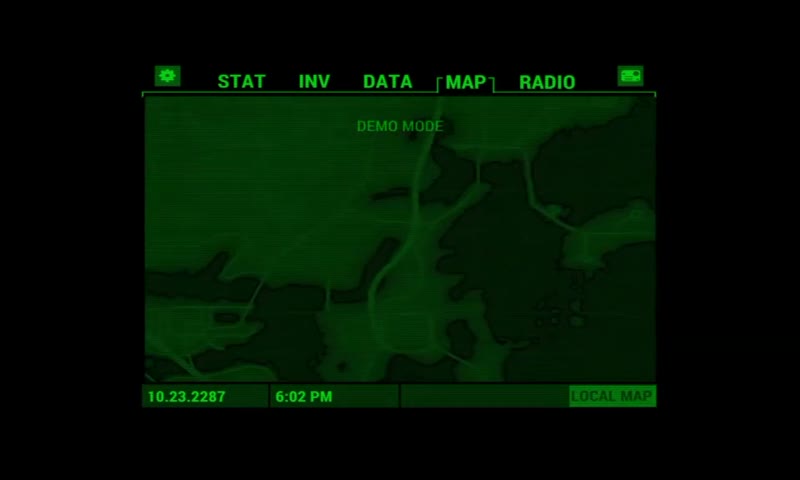 STAT INV DATA MAP RADIO
DEMO MODE
10.23.2287 6:02 PM LOCAL MAP